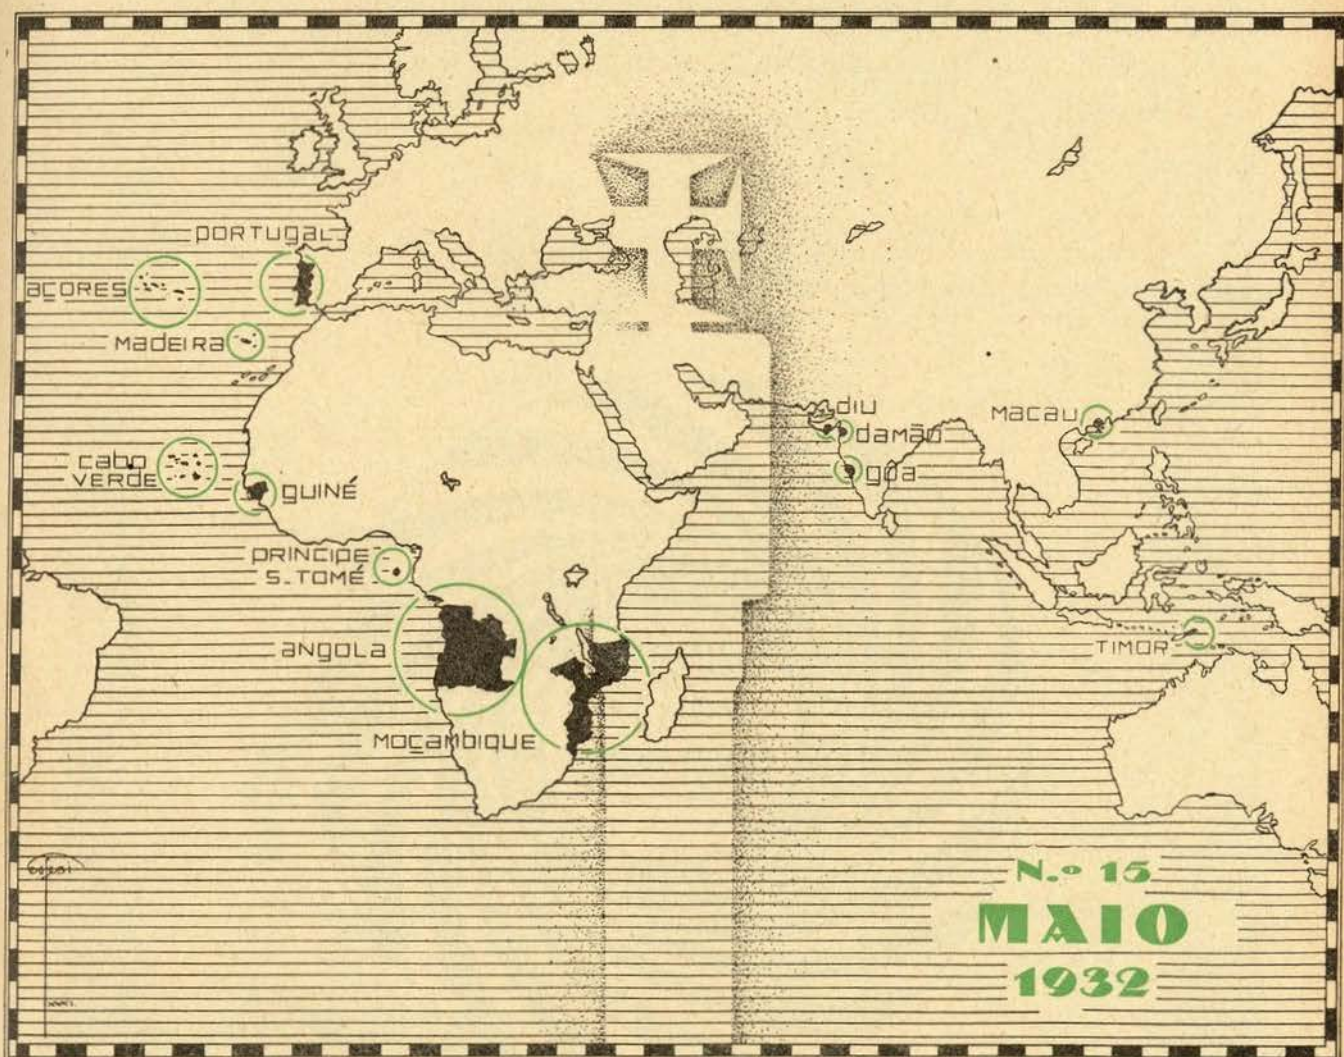 PORTUGAL
AÇORES
MADEIRA
CABO
VERDE
GUINÉ
PRINCIPE
S. TOMÉ
ANGOLA
MOÇAMBIQUE
DIU
DAMÃO
GOA
MACAU
TIMOR
N.º 15
MAIO
1932